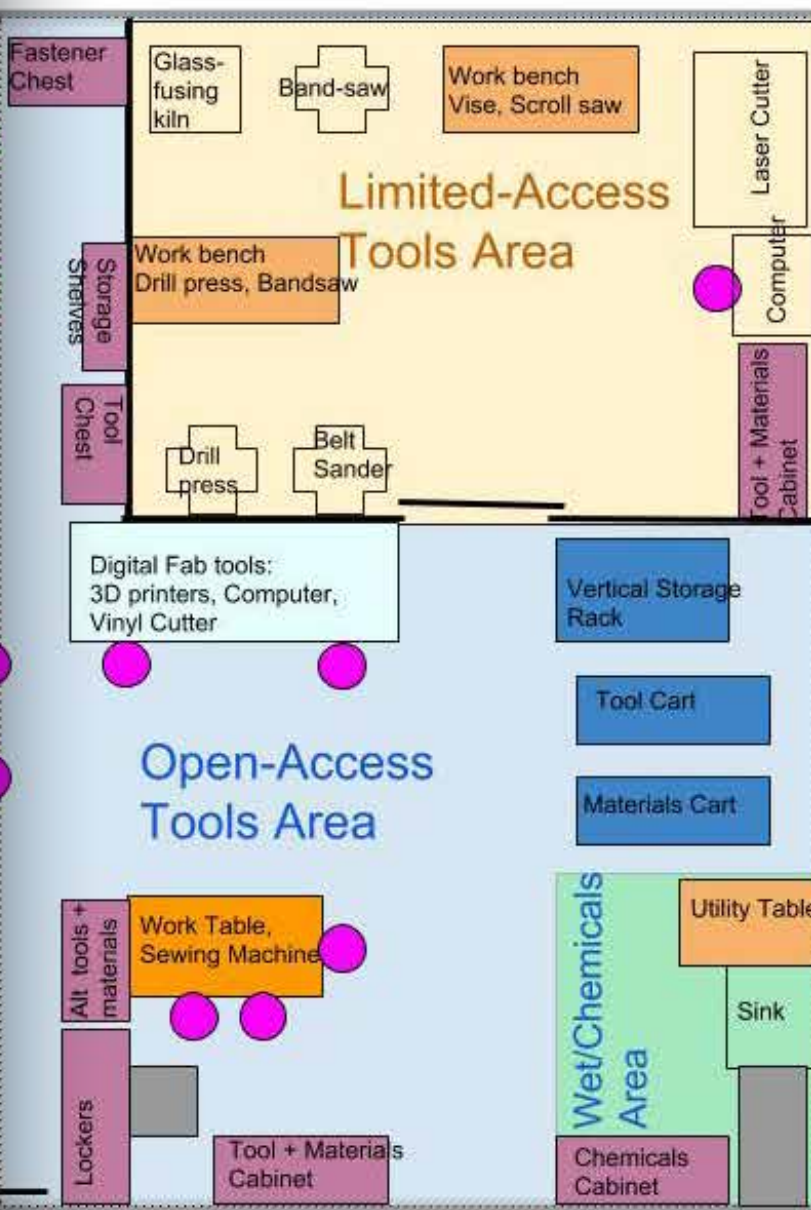 Fastener
Chest
Glass-
fusing
kiln
Band-saw
Work bench
Vise, Scroll saw
Laser Cutter
Limited-Access
Tools Area
Storage
Shelves
Work bench
Drill press, Bandsaw
Computer
Tool
Chest
Drill
press
Belt
Sander
Tool + Materials
Cabinet
Digital Fab tools:
3D printers, Computer,
Vinyl Cutter
Vertical Storage
Rack
Tool Cart
Open-Access
Tools Area
Materials Cart
Alt tools +
materials
Work Table,
Sewing Machine
Wet/Chemicals
Area
Utility Table
Sink
Lockers
Tool + Materials
Cabinet
Chemicals
Cabinet